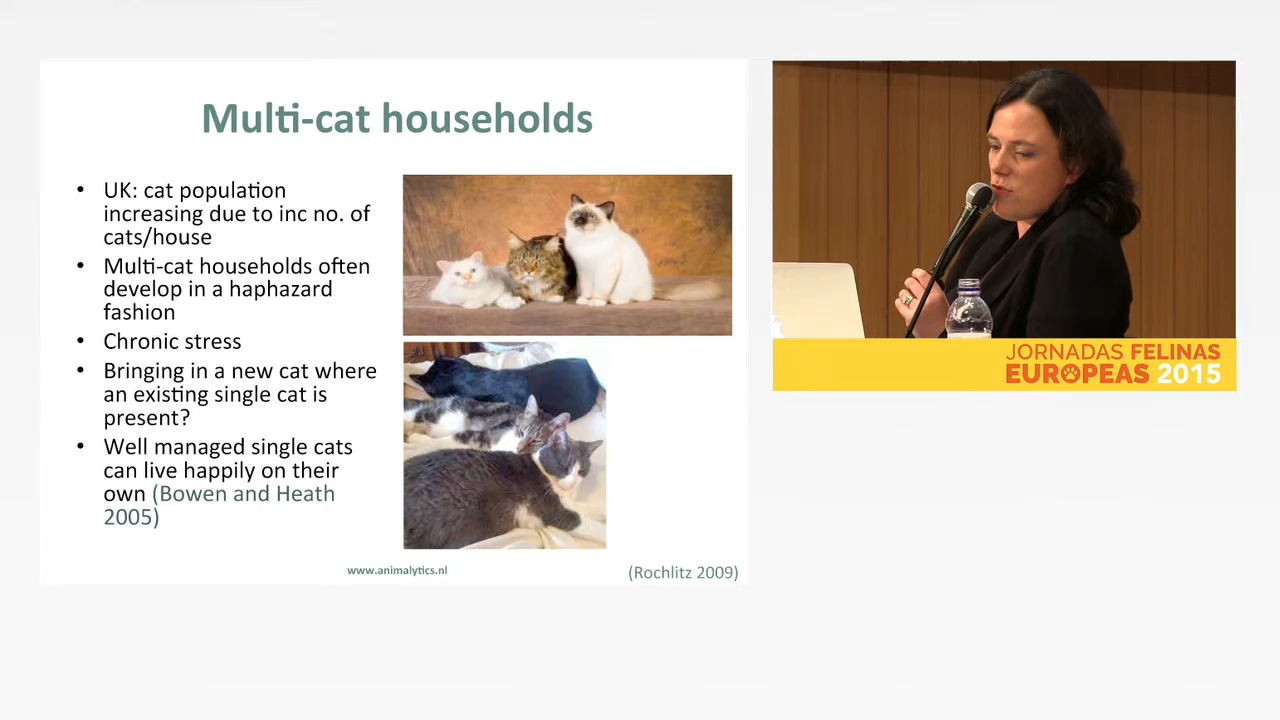 Multi-cat households
• UK: cat population
increasing due to inc no. of
cats/house
• Multi-cat households often
develop in a haphazard
fashion
• Chronic stress
• Bringing in a new cat where
an existing single cat is
present?
• Well managed single cats
can live happily on their
own (Bowen and Heath
2005)
www.animalytics.nl
(Rochlitz 2009)
JORNADAS FELINAS
EUROPEAS 2015